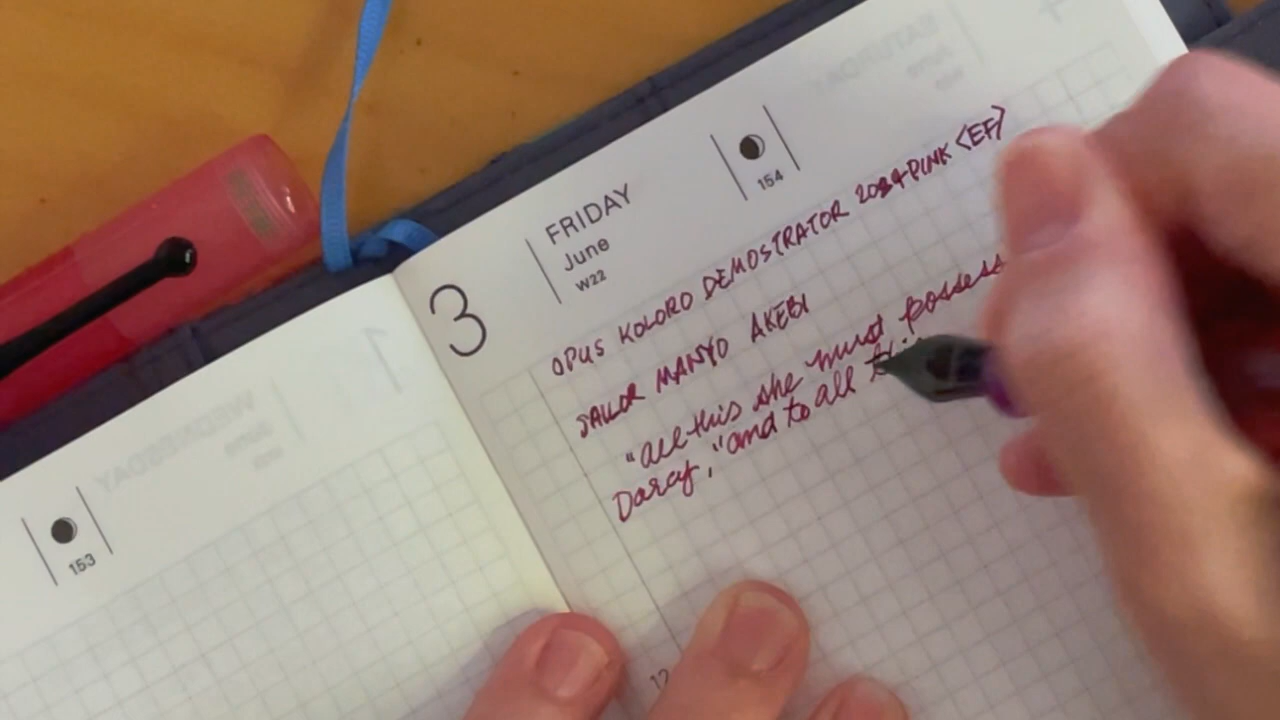 3
FRIDAY
June
W22
154
OPUS KOLORO DEMOSTRATOR PINK <EF>
SAILOR MANYO AKEBI
"All this she must possess
Darcy, "and to all
12
153